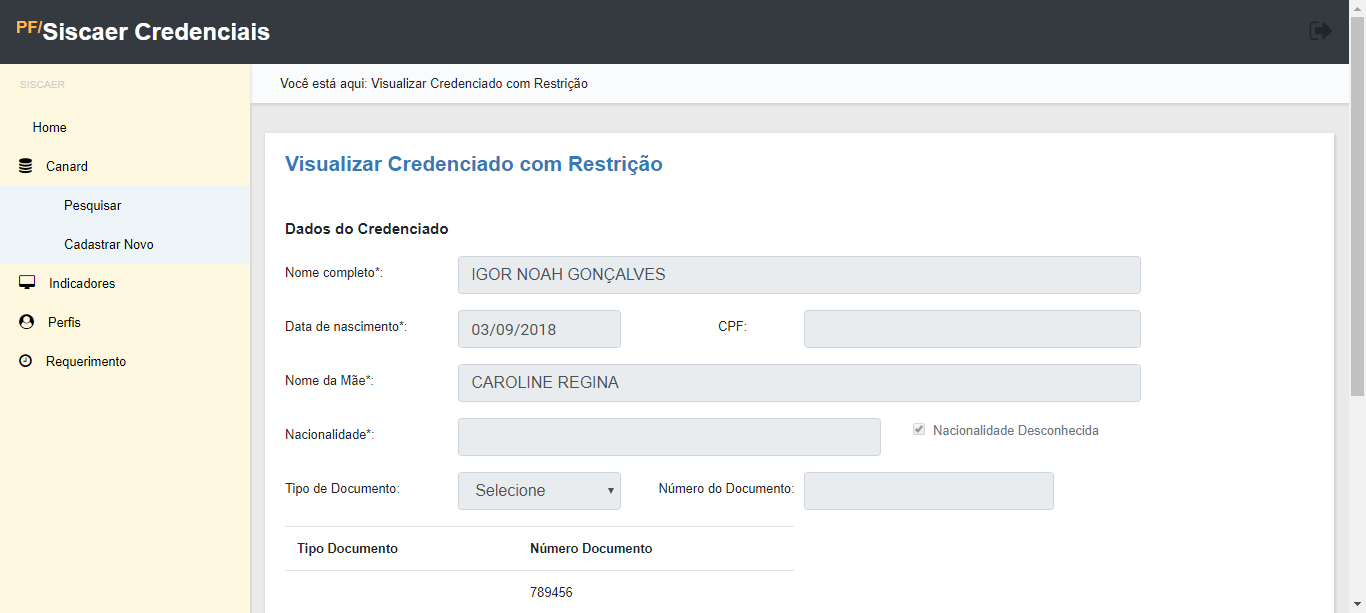 PF/Siscaer Credenciais
SISCAER
Você está aqui: Visualizar Credenciado com Restrição
Home
Canard
Pesquisar
Cadastrar Novo
Indicadores
Perfis
Requerimento
Visualizar Credenciado com Restrição
Dados do Credenciado
Nome completo*: IGOR NOAH GONÇALVES
Data de nascimento*: 03/09/2018 CPF:
Nome da Mãe*: CAROLINE REGINA
Nacionalidade*: Nacionalidade Desconhecida
Tipo de Documento: Selecione Número do Documento:
Tipo Documento Número Documento
789456